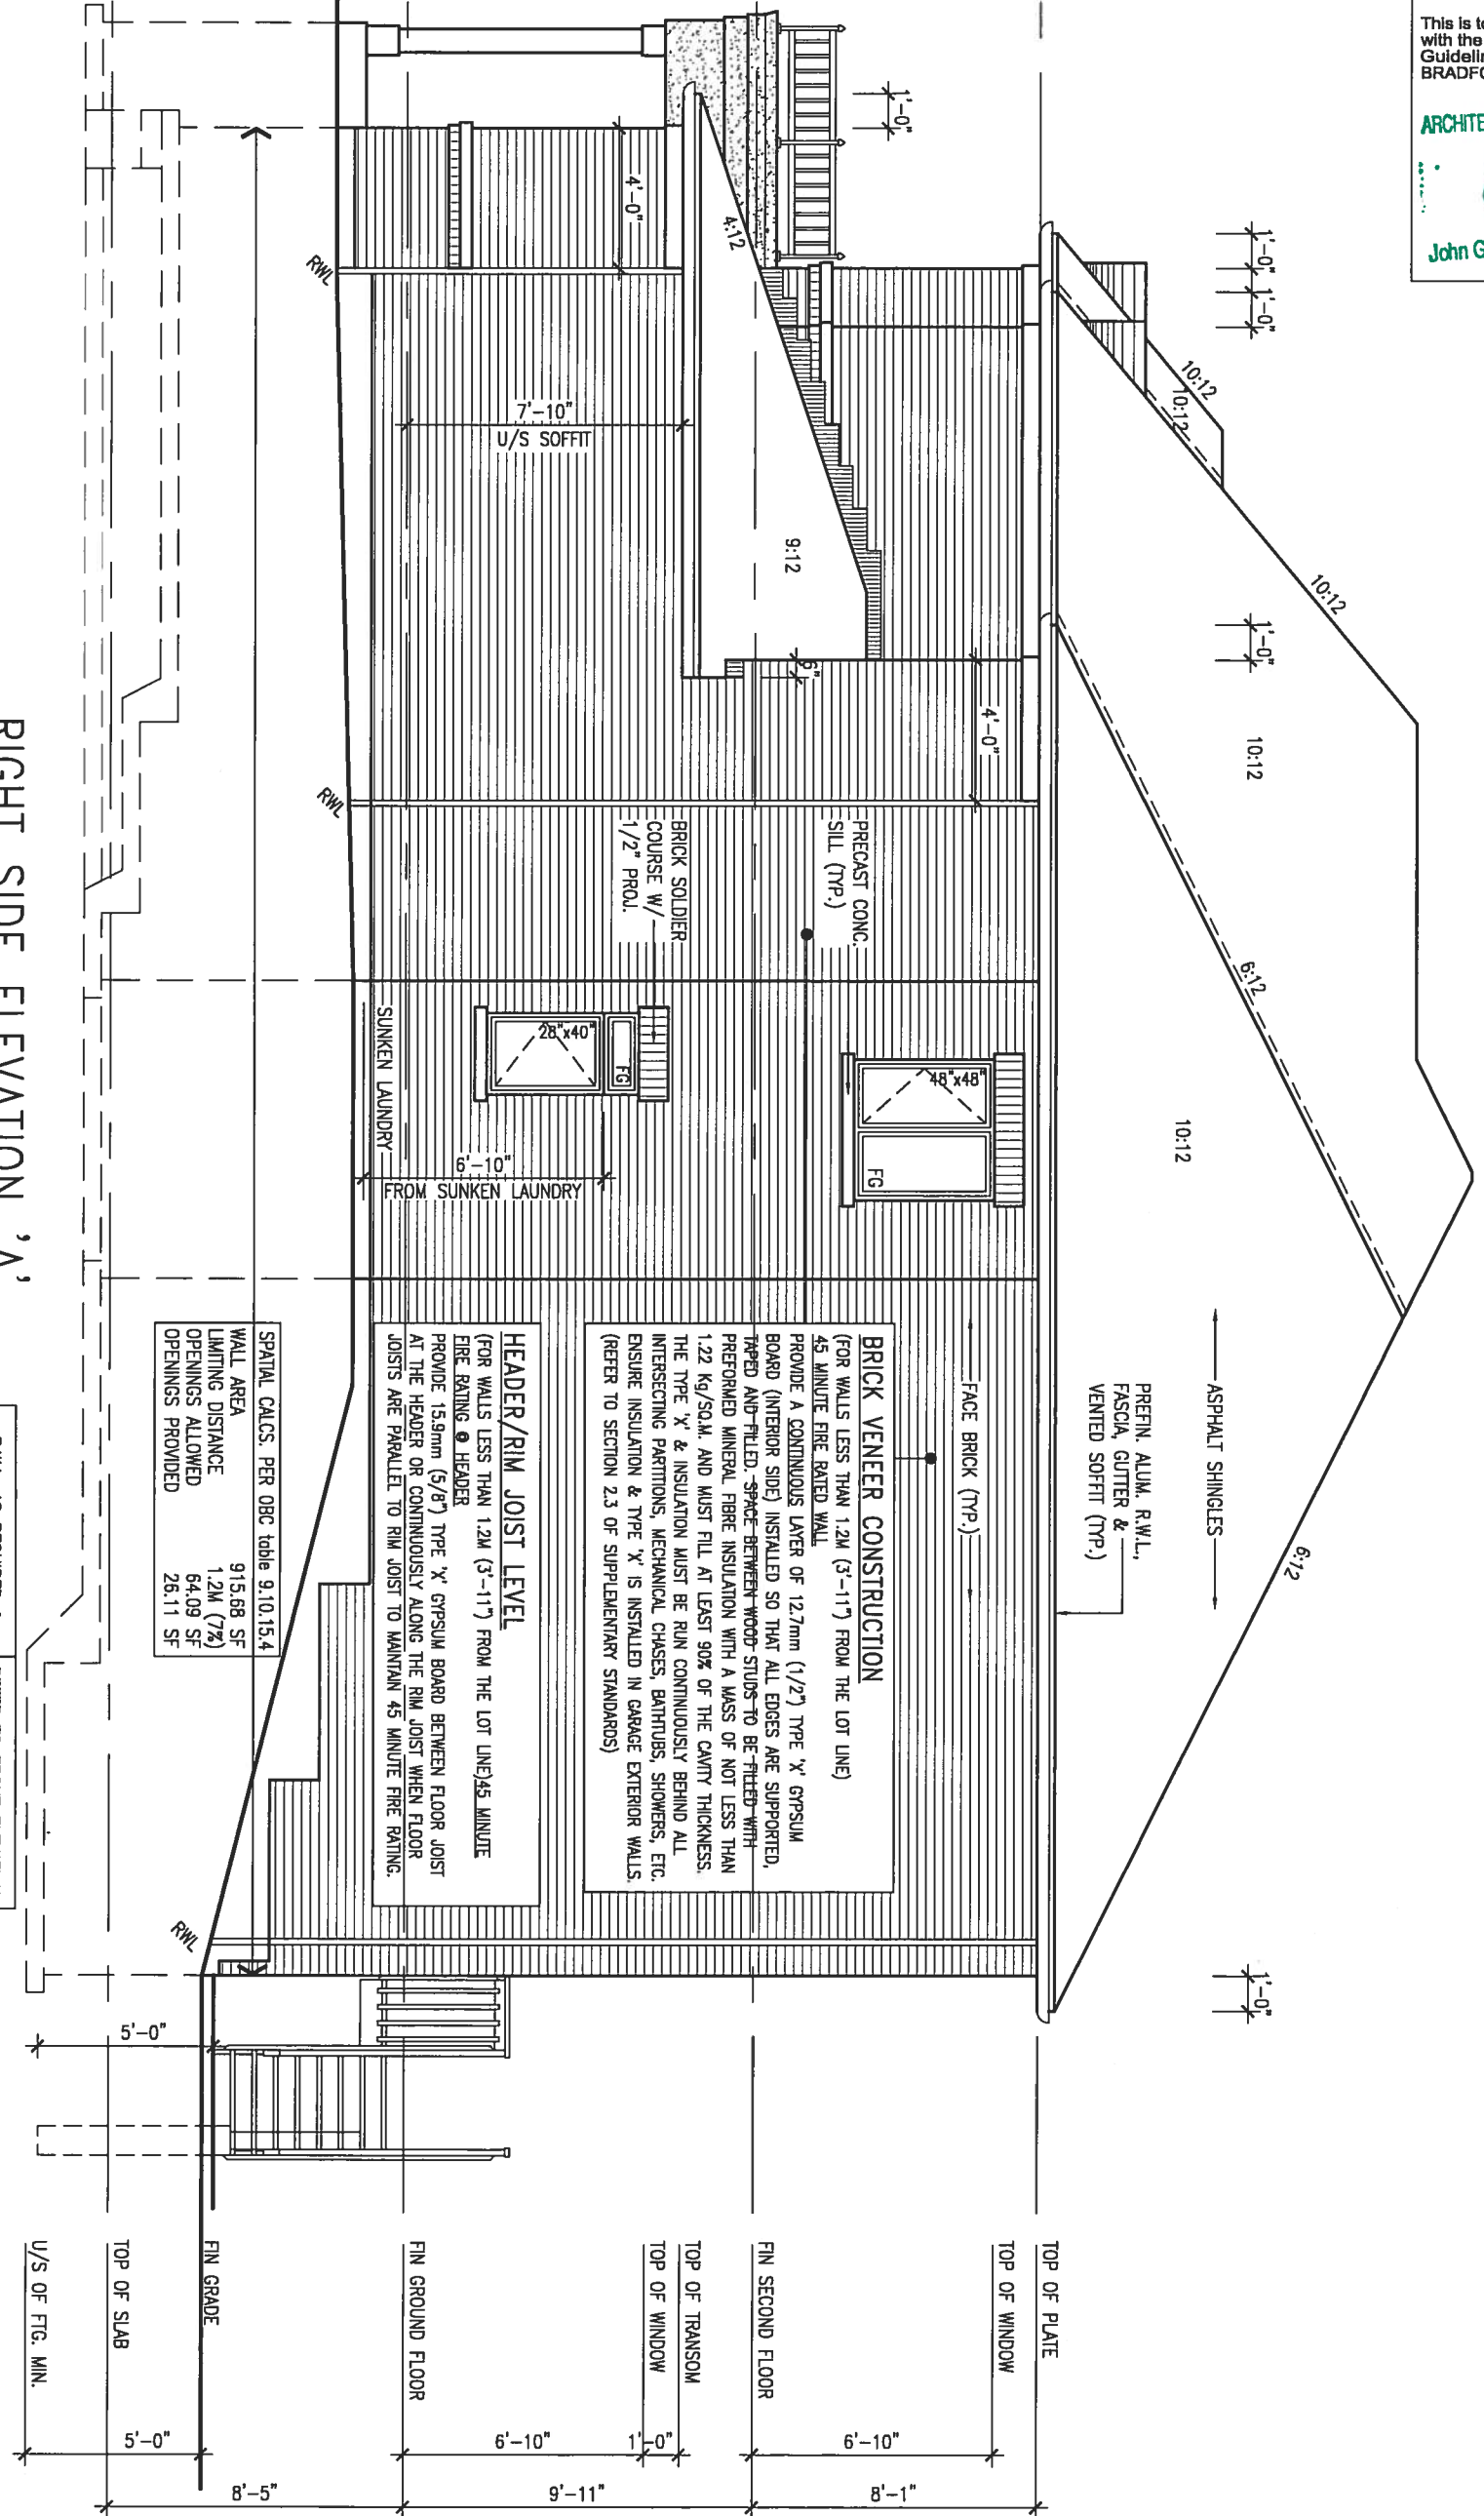 This is to
with the
Guidelin
BRADFO
ARCHITE
John G
1'-0"
1'-0"
1'-0"
1'-0"
1'-0"
10:12
10:12
10:12
10:12
10:12
6:12
6:12
ASPHALT SHINGLES
PREFIN. ALUM. R.W.L.,
FASCIA, GUTTER &
VENTED SOFFIT (TYP.)
4:12
9:12
6"
4'-0"
4'-0"
7'-10"
U/S SOFFIT
RWL
RWL
RWL
PRECAST CONC.
SILL (TYP.)
BRICK SOLDIER
COURSE W/
1/2" PROJ.
48"x48"
FG
28"x40"
FG
SUNKEN LAUNDRY
6'-10"
FROM SUNKEN LAUNDRY
FACE BRICK (TYP.)
BRICK VENEER CONSTRUCTION
(FOR WALLS LESS THAN 1.2M (3'-11") FROM THE LOT LINE)
45 MINUTE FIRE RATED WALL
PROVIDE A CONTINUOUS LAYER OF 12.7mm (1/2") TYPE 'X' GYPSUM
BOARD (INTERIOR SIDE) INSTALLED SO THAT ALL EDGES ARE SUPPORTED,
TAPED AND FILLED. SPACE BETWEEN WOOD STUDS TO BE FILLED WITH
PREFORMED MINERAL FIBRE INSULATION WITH A MASS OF NOT LESS THAN
1.22 Kg/SQ.M. AND MUST FILL AT LEAST 90% OF THE CAVITY THICKNESS.
THE TYPE 'X' & INSULATION MUST BE RUN CONTINUOUSLY BEHIND ALL
INTERSECTING PARTITIONS, MECHANICAL CHASES, BATHTUBS, SHOWERS, ETC.
ENSURE INSULATION & TYPE 'X' IS INSTALLED IN GARAGE EXTERIOR WALLS.
(REFER TO SECTION 2.3 OF SUPPLEMENTARY STANDARDS)
HEADER/RIM JOIST LEVEL
(FOR WALLS LESS THAN 1.2M (3'-11") FROM THE LOT LINE)45 MINUTE
FIRE RATING @ HEADER
PROVIDE 15.9mm (5/8") TYPE 'X' GYPSUM BOARD BETWEEN FLOOR JOIST
AT THE HEADER OR CONTINUOUSLY ALONG THE RIM JOIST WHEN FLOOR
JOISTS ARE PARALLEL TO RIM JOIST TO MAINTAIN 45 MINUTE FIRE RATING.
SPATIAL CALCS. PER OBC table 9.10.15.4
WALL AREA 915.68 SF
LIMITING DISTANCE 1.2M (7%)
OPENINGS ALLOWED 64.09 SF
OPENINGS PROVIDED 26.11 SF
TOP OF PLATE
TOP OF WINDOW
FIN SECOND FLOOR
TOP OF TRANSOM
TOP OF WINDOW
FIN GROUND FLOOR
FIN GRADE
TOP OF SLAB
U/S OF FTG. MIN.
6'-10"
1'-0"
6'-10"
5'-0"
5'-0"
8'-1"
9'-11"
8'-5"
RIGHT SIDE ELEVATION 'A'